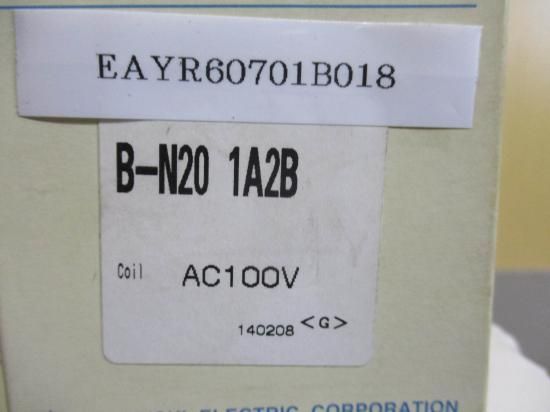 EAYR60701B018
B-N20 1A2B
Coil AC100V
140208 <G>
ELECTRIC CORPORATION